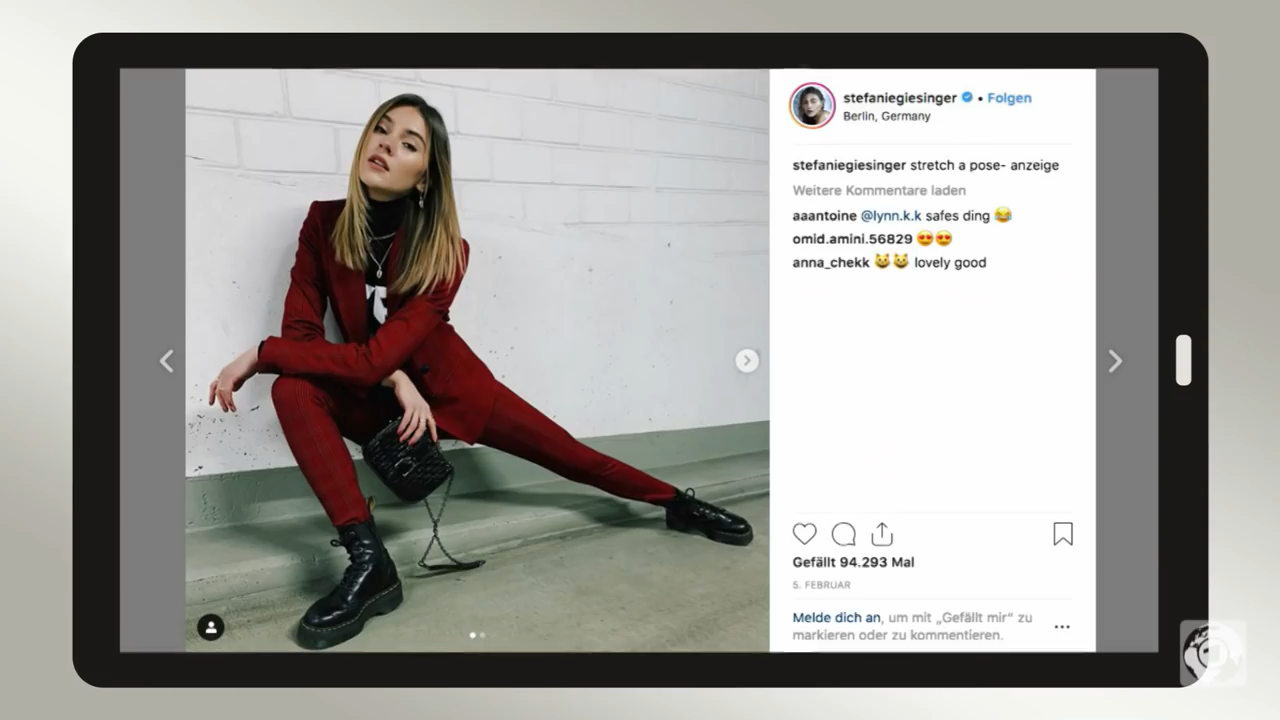 stefaniegiesinger • Folgen
Berlin, Germany
stefaniegiesinger stretch a pose- anzeige
Weitere Kommentare laden
aaantoine @lynn.k.k safes ding 😂
omid.amini.56829 😍😍
anna_chekk 😺😺 lovely good
Gefällt 94.293 Mal
5. FEBRUAR
Melde dich an, um mit „Gefällt mir“ zu
markieren oder zu kommentieren.